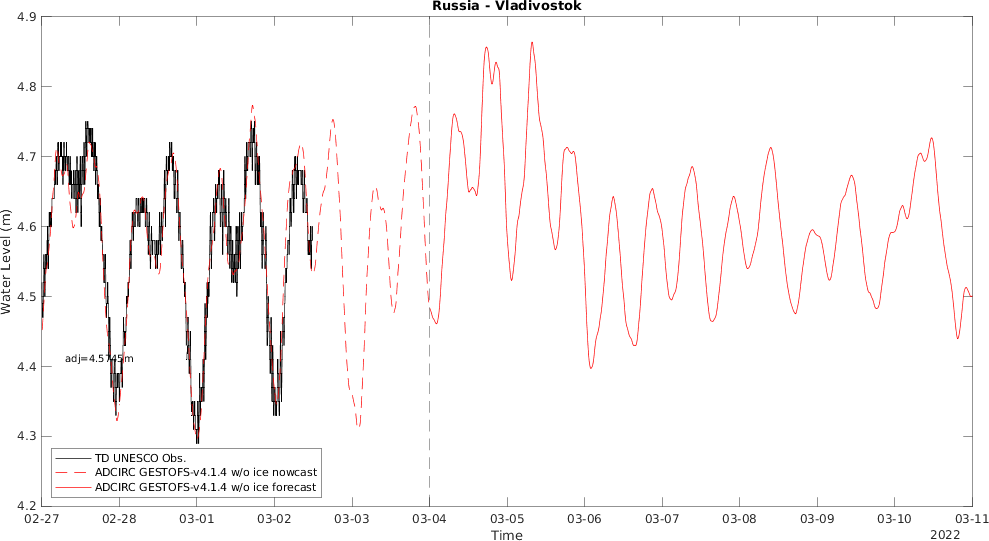 Russia - Vladivostok
4.9
4.8
4.7
4.6
4.5
4.4
4.3
4.2
Water Level (m)
adj=4.5745m
TD UNESCO Obs.
ADCIRC GESTOFS-v4.1.4 w/o ice nowcast
ADCIRC GESTOFS-v4.1.4 w/o ice forecast
02-27 02-28 03-01 03-02 03-03 03-04 03-05 03-06 03-07 03-08 03-09 03-10 03-11
Time
2022